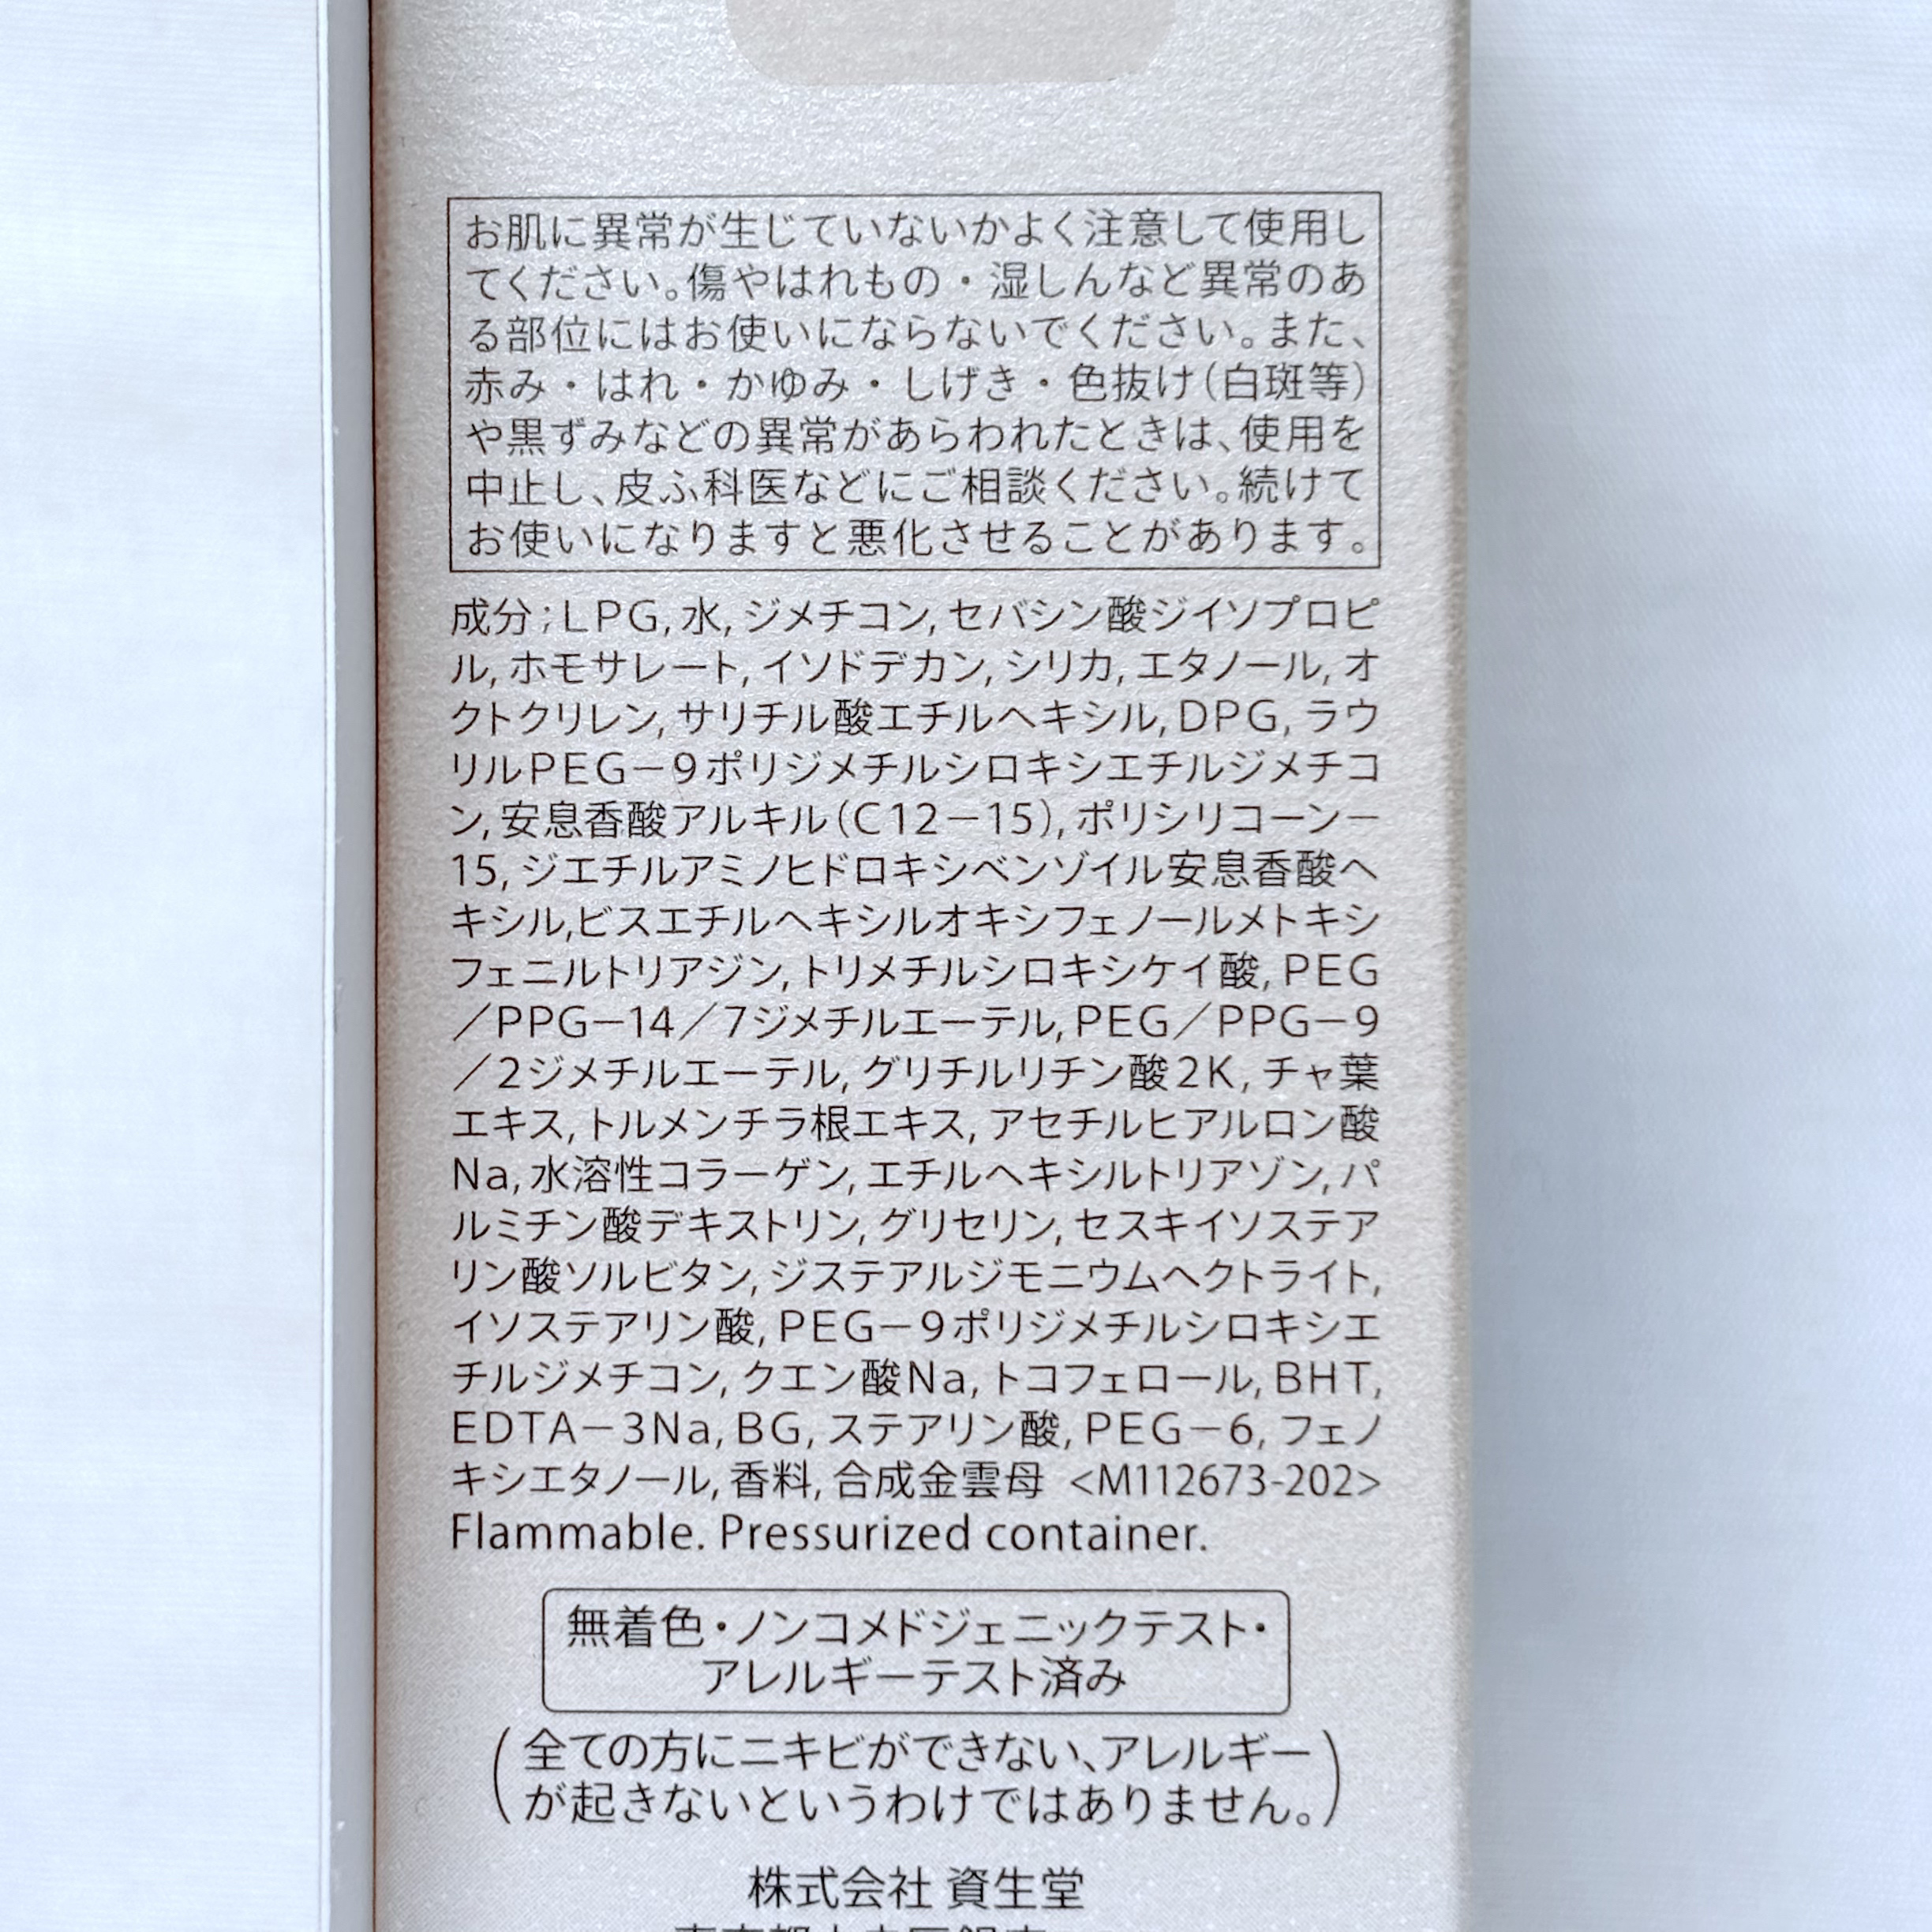 お肌に異常が生じていないかよく注意して使用し
てください。傷やはれもの・湿しんなど異常のあ
る部位にはお使いにならないでください。また、
赤み・はれ・かゆみ・しげき・色抜け(白斑等)
や黒ずみなどの異常があらわれたときは、使用を
中止し、皮ふ科医などにご相談ください。続けて
お使いになりますと悪化させることがあります。
成分;LPG,水,ジメチコン,セバシン酸ジイソプロピ
ル,ホモサレート,イソドデカン,シリカ,エタノール,オ
クトクリレン,サリチル酸エチルヘキシル,DPG,ラウ
リルPEG-9ポリジメチルシロキシエチルジメチコ
ン,安息香酸アルキル(C12-15),ポリシリコーン-
15,ジエチルアミノヒドロキシベンゾイル安息香酸ヘ
キシル,ビスエチルヘキシルオキシフェノールメトキシ
フェニルトリアジン,トリメチルシロキシケイ酸,PEG
/PPG-14/7ジメチルエーテル,PEG/PPG-9
/2ジメチルエーテル,グリチルリチン酸2K,チャ葉
エキス,トルメンチラ根エキス,アセチルヒアルロン酸
Na,水溶性コラーゲン,エチルヘキシルトリアゾン,パ
ルミチン酸デキストリン,グリセリン,セスキイソステア
リン酸ソルビタン,ジステアルジモニウムヘクトライト,
イソステアリン酸,PEG-9ポリジメチルシロキシエ
チルジメチコン,クエン酸Na,トコフェロール,BHT,
EDTA-3Na,BG,ステアリン酸,PEG-6,フェノ
キシエタノール,香料,合成金雲母 <M112673-202>
Flammable. Pressurized container.
無着色・ノンコメドジェニックテスト・
アレルギーテスト済み
(全ての方にニキビができない、アレルギー
が起きないというわけではありません。)
株式会社 資生堂